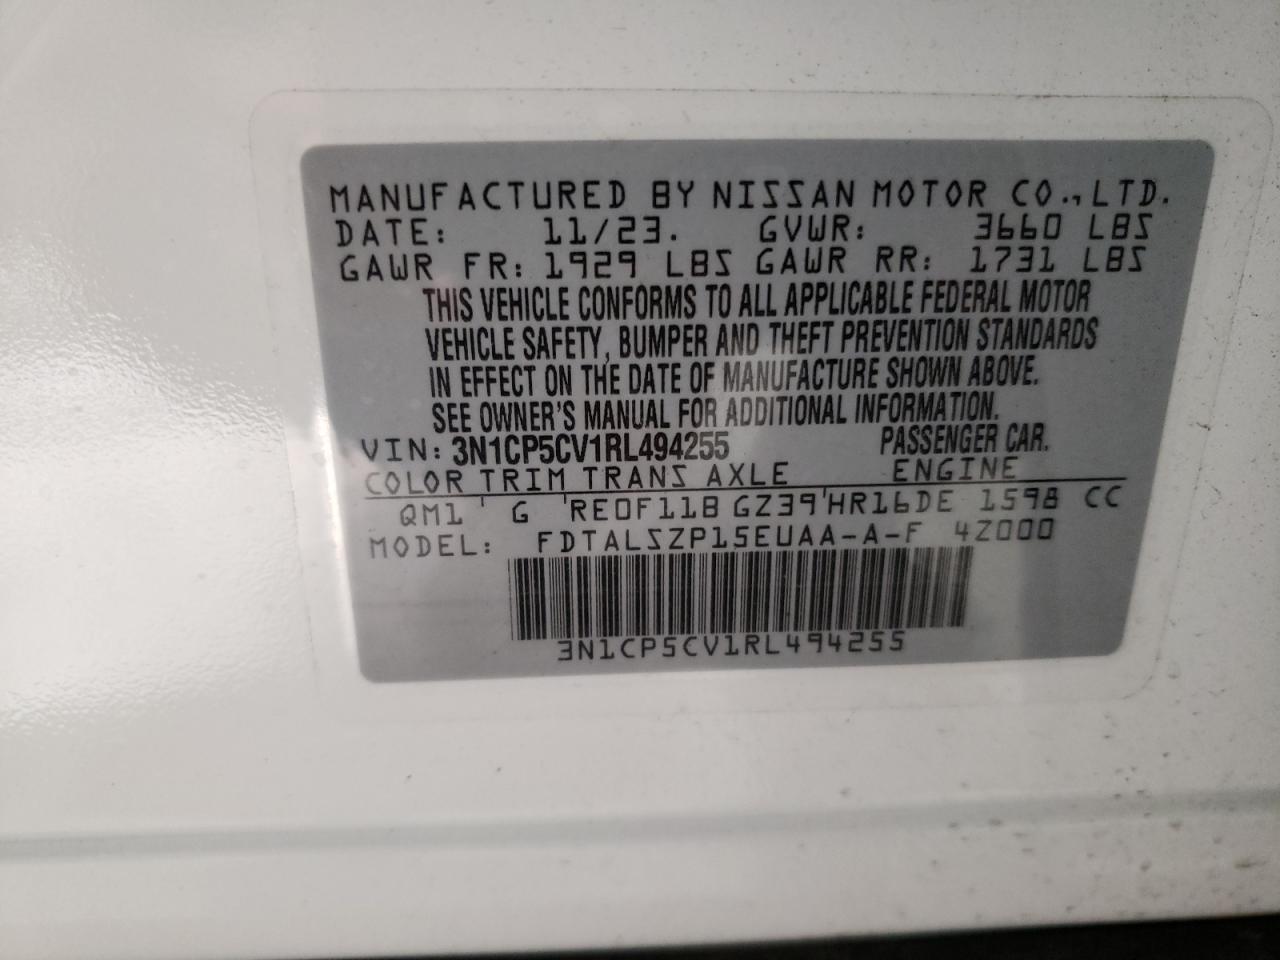 MANUFACTURED BY NISSAN MOTOR CO.,LTD.
DATE: 11/23. GVWR: 3660 LBS
GAWR FR: 1929 LBS GAWR RR: 1731 LBS
THIS VEHICLE CONFORMS TO ALL APPLICABLE FEDERAL MOTOR
VEHICLE SAFETY, BUMPER AND THEFT PREVENTION STANDARDS
IN EFFECT ON THE DATE OF MANUFACTURE SHOWN ABOVE.
SEE OWNER'S MANUAL FOR ADDITIONAL INFORMATION.
VIN: 3N1CP5CV1RL494255 PASSENGER CAR.
COLOR TRIM TRANS AXLE ENGINE
QM1 G RE0F11B GZ39 HR16DE 1598 CC
MODEL: FDTALSZP15EUAA-A-F 4Z000
3N1CP5CV1RL494255